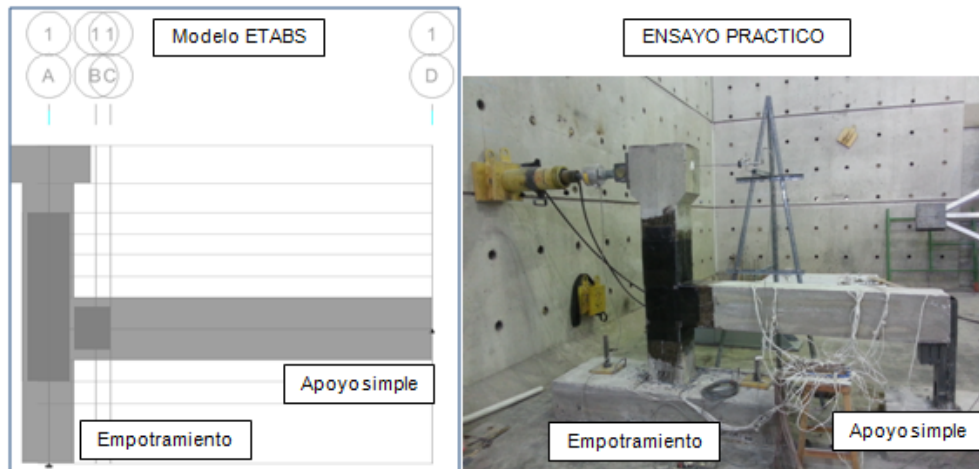 Modelo ETABS
ENSAYO PRACTICO
1 1 1 1
A B C D
Apoyo simple
Empotramiento
Empotramiento
Apoyo simple